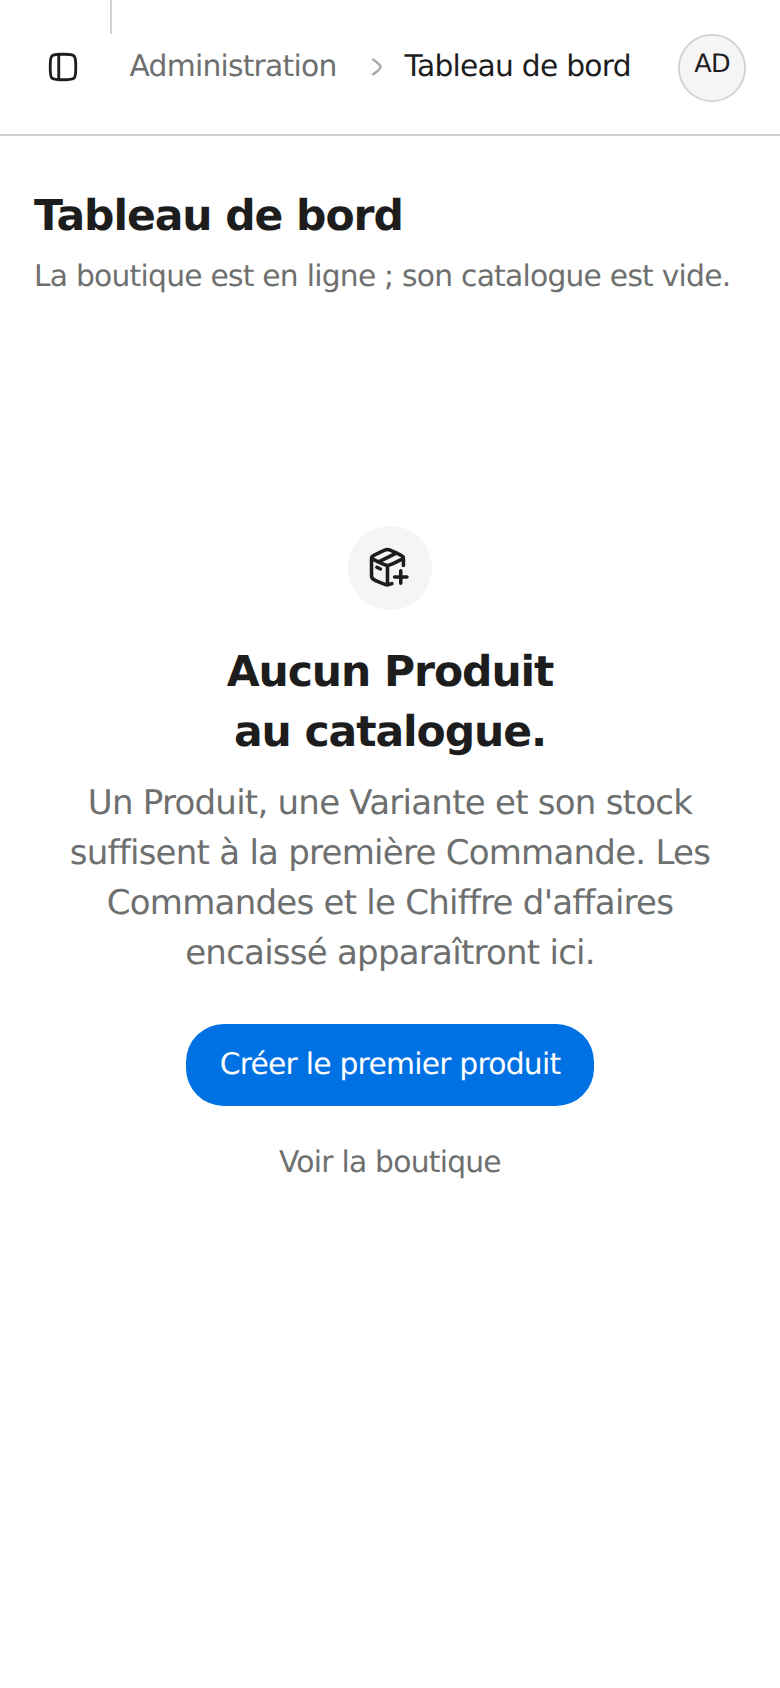 Administration > Tableau de bord AD
Tableau de bord
La boutique est en ligne ; son catalogue est vide.
Aucun Produit
au catalogue.
Un Produit, une Variante et son stock
suffisent à la première Commande. Les
Commandes et le Chiffre d'affaires
encaissé apparaîtront ici.
Créer le premier produit
Voir la boutique